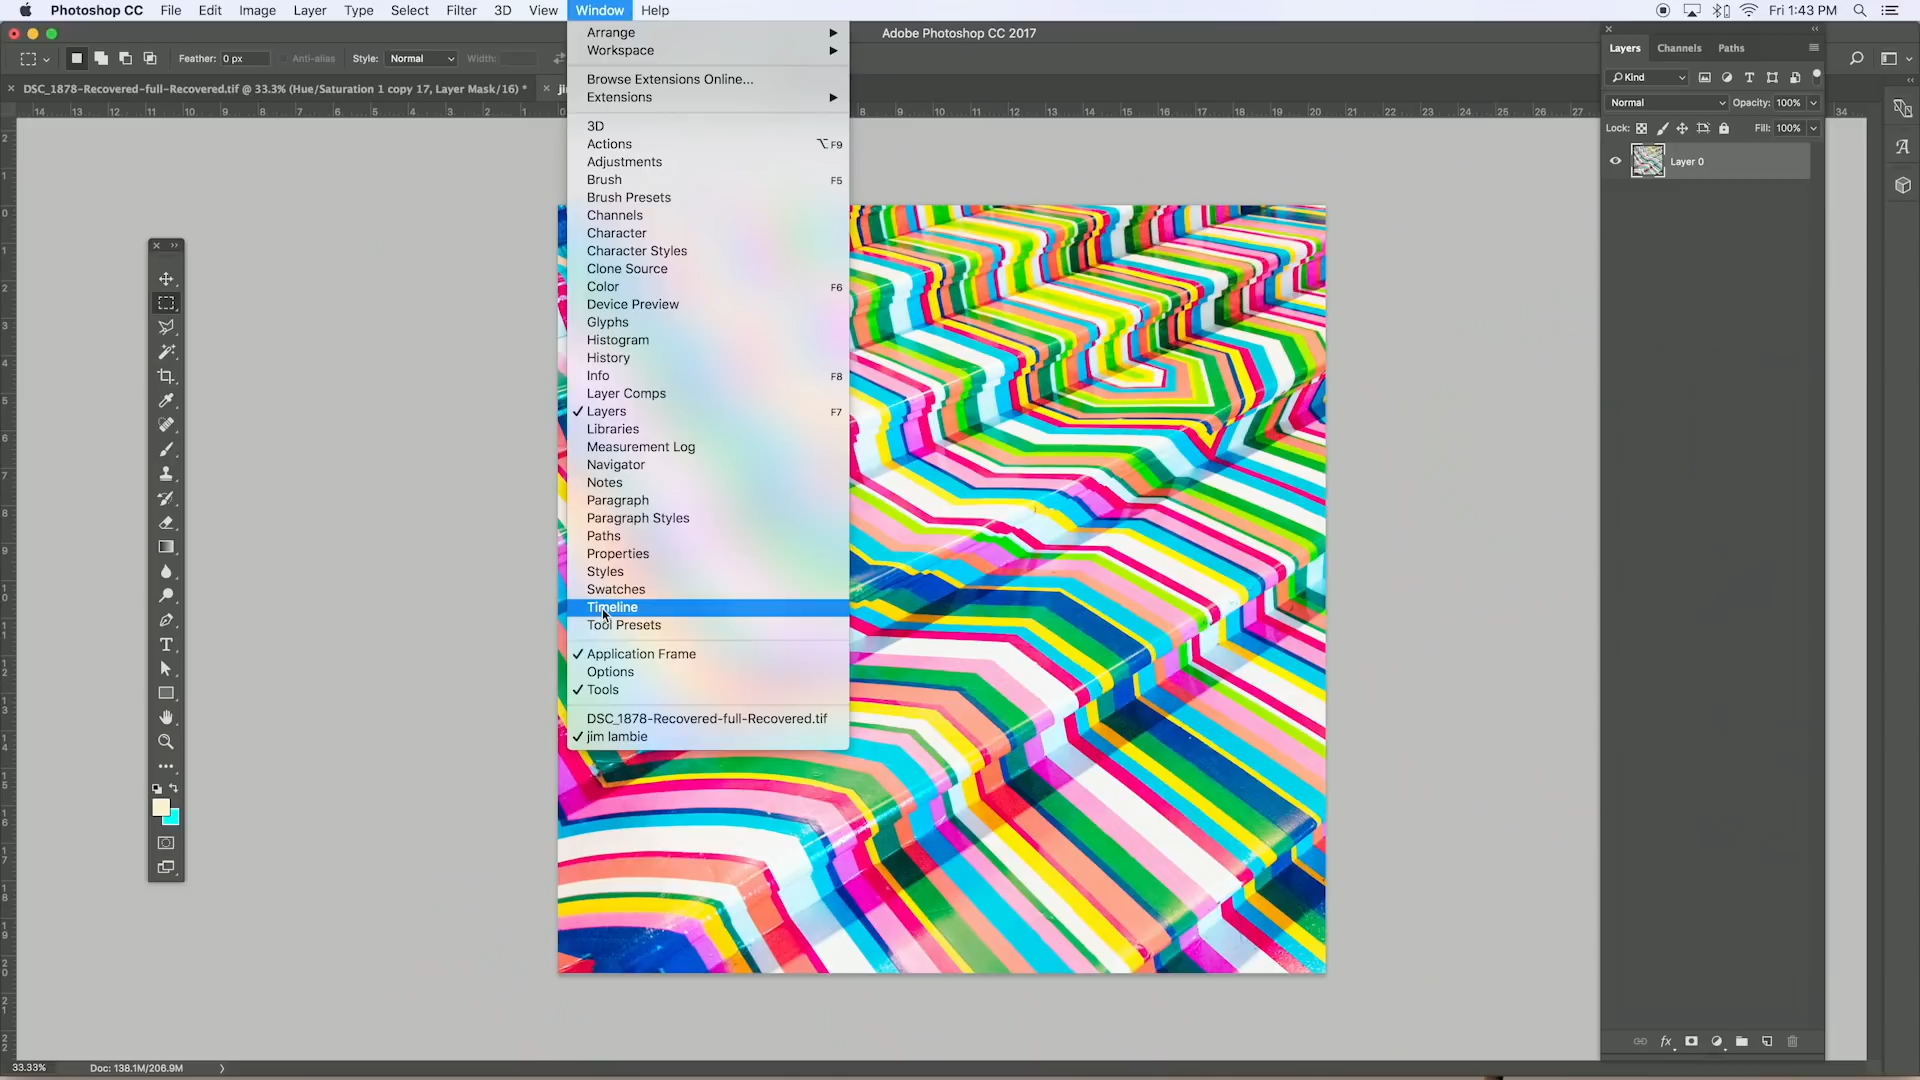 Photoshop CC File Edit Image Layer Type Select Filter 3D View Window Help Fri 1:43 PM
Adobe Photoshop CC 2017
Feather: 0 px Anti-alias Style: Normal Width:
DSC_1878-Recovered-full-Recovered.tif @ 33.3% (Hue/Saturation 1 copy 17, Layer Mask/16) *
Arrange
Workspace
Browse Extensions Online...
Extensions
3D
Actions ⌥F9
Adjustments
Brush F5
Brush Presets
Channels
Character
Character Styles
Clone Source
Color F6
Device Preview
Glyphs
Histogram
History
Info F8
Layer Comps
✓ Layers F7
Libraries
Measurement Log
Navigator
Notes
Paragraph
Paragraph Styles
Paths
Properties
Styles
Swatches
Timeline
Tool Presets
✓ Application Frame
Options
✓ Tools
DSC_1878-Recovered-full-Recovered.tif
✓ jim lambie
Layers Channels Paths
Kind
Normal Opacity: 100%
Lock: Fill: 100%
Layer 0
33.33% Doc: 138.1M/206.9M